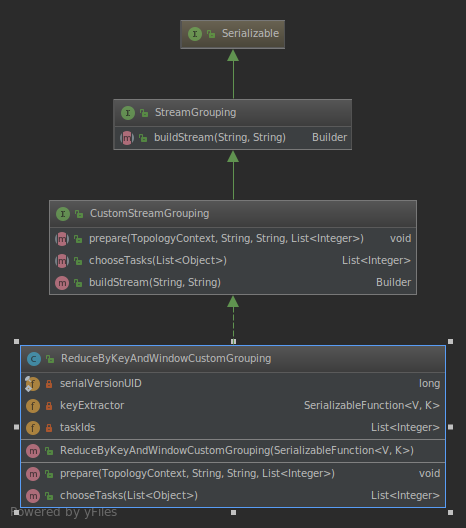 I Serializable
I StreamGrouping
m buildStream(String, String) Builder
I CustomStreamGrouping
m prepare(TopologyContext, String, String, List<Integer>) void
m chooseTasks(List<Object>) List<Integer>
m buildStream(String, String) Builder
C ReduceByKeyAndWindowCustomGrouping
f serialVersionUID long
f keyExtractor SerializableFunction<V, K>
f taskIds List<Integer>
m ReduceByKeyAndWindowCustomGrouping(SerializableFunction<V, K>)
m prepare(TopologyContext, String, String, List<Integer>) void
m chooseTasks(List<Object>) List<Integer>
Powered by yFiles